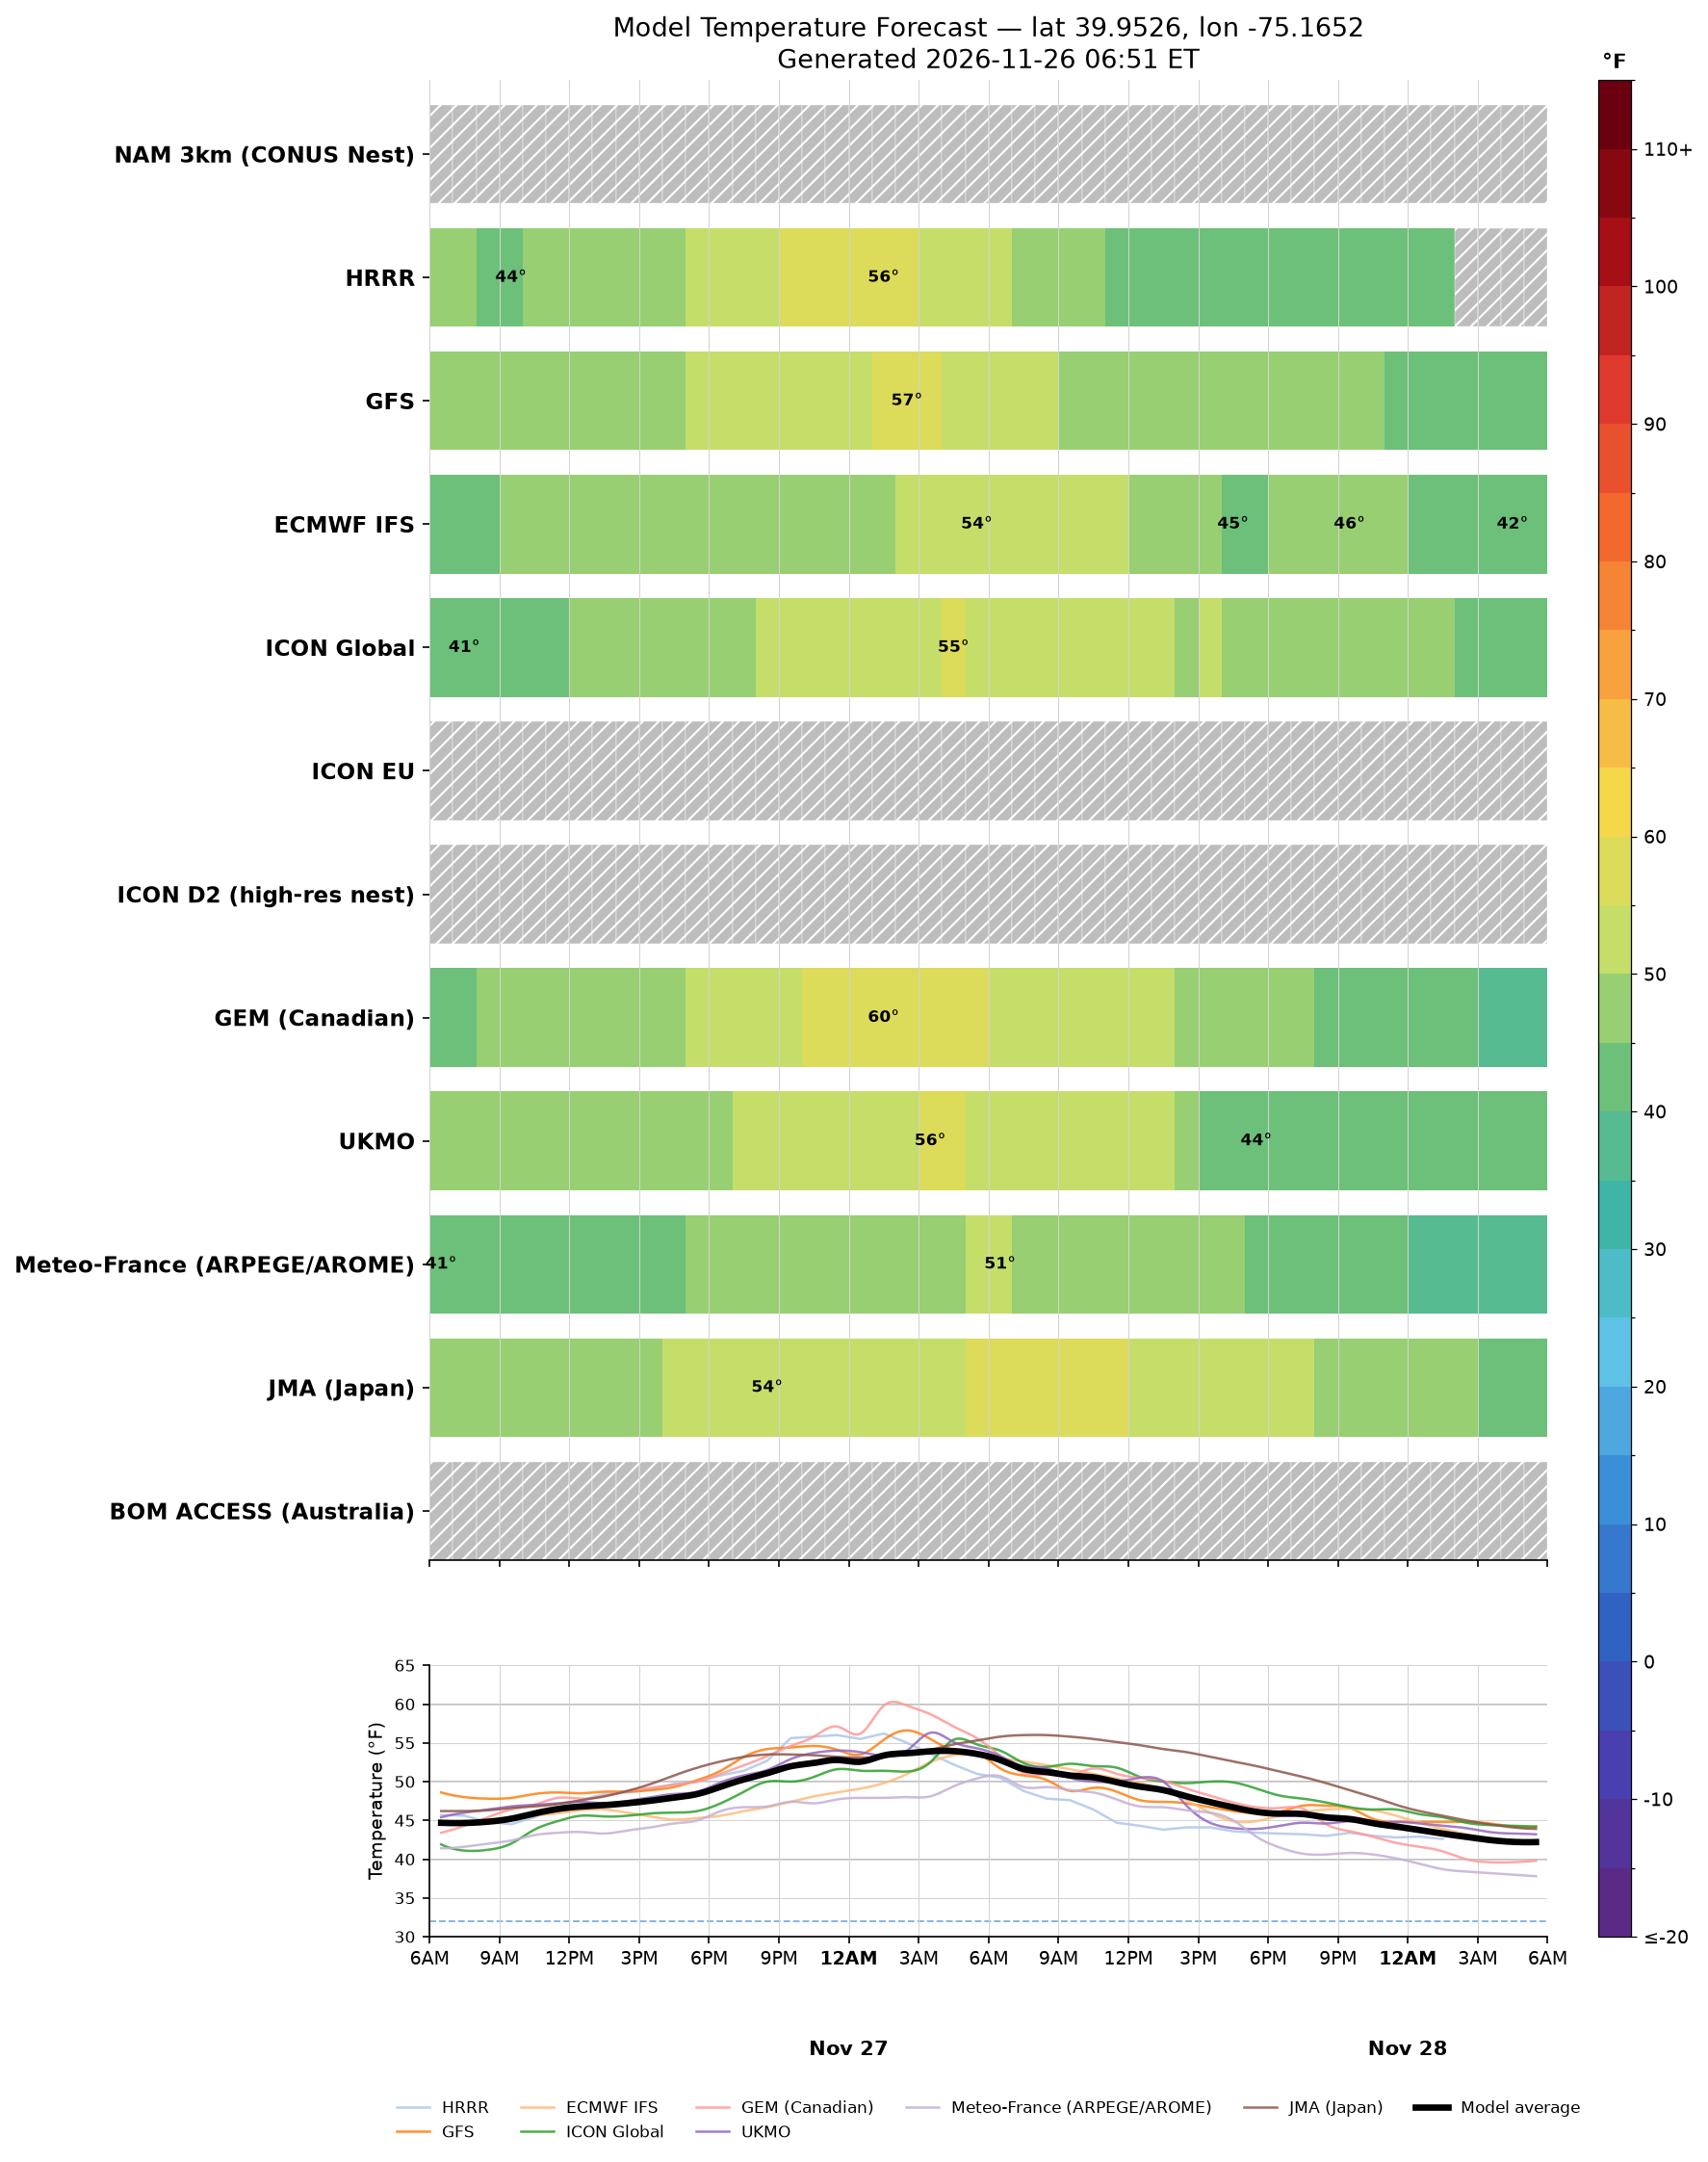 Model Temperature Forecast — lat 39.9526, lon -75.1652
Generated 2026-11-26 06:51 ET
°F
NAM 3km (CONUS Nest)
HRRR
44°
56°
GFS
57°
ECMWF IFS
54°
45°
46°
42°
ICON Global
41°
55°
ICON EU
ICON D2 (high-res nest)
GEM (Canadian)
60°
UKMO
56°
44°
Meteo-France (ARPEGE/AROME)
41°
51°
JMA (Japan)
54°
BOM ACCESS (Australia)
110+
100
90
80
70
60
50
40
30
20
10
0
-10
≤-20
Temperature (°F)
65
60
55
50
45
40
35
30
6AM 9AM 12PM 3PM 6PM 9PM 12AM 3AM 6AM 9AM 12PM 3PM 6PM 9PM 12AM 3AM 6AM
Nov 27 Nov 28
HRRR ECMWF IFS GEM (Canadian) Meteo-France (ARPEGE/AROME) JMA (Japan) Model average
GFS ICON Global UKMO